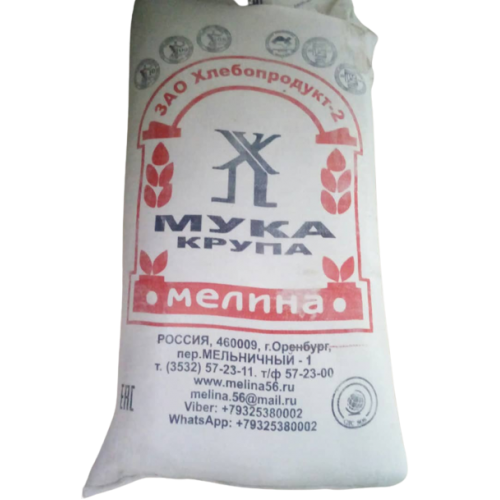 ЗАО Хлебопродукт-2
МУКА
КРУПА
мелина
РОССИЯ, 460009, г.Оренбург,
пер.МЕЛЬНИЧНЫЙ - 1
т. (3532) 57-23-11, т/ф 57-23-00
www.melina56.ru
melina.56@mail.ru
Viber: +79325380002
WhatsApp: +79325380002
EAC